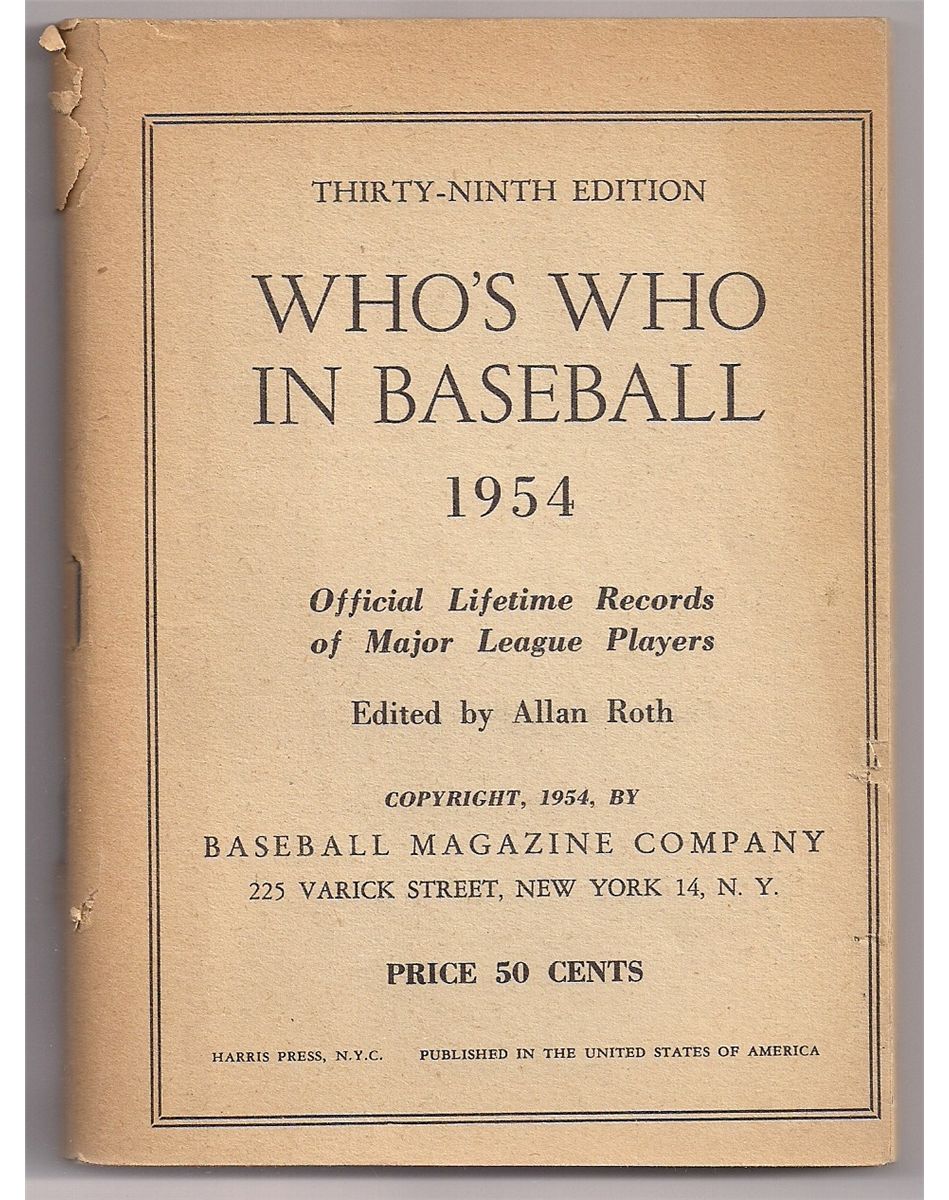 THIRTY-NINTH EDITION
WHO'S WHO
IN BASEBALL
1954
Official Lifetime Records
of Major League Players
Edited by Allan Roth
COPYRIGHT, 1954, BY
BASEBALL MAGAZINE COMPANY
225 VARICK STREET, NEW YORK 14, N. Y.
PRICE 50 CENTS
HARRIS PRESS, N.Y.C. PUBLISHED IN THE UNITED STATES OF AMERICA